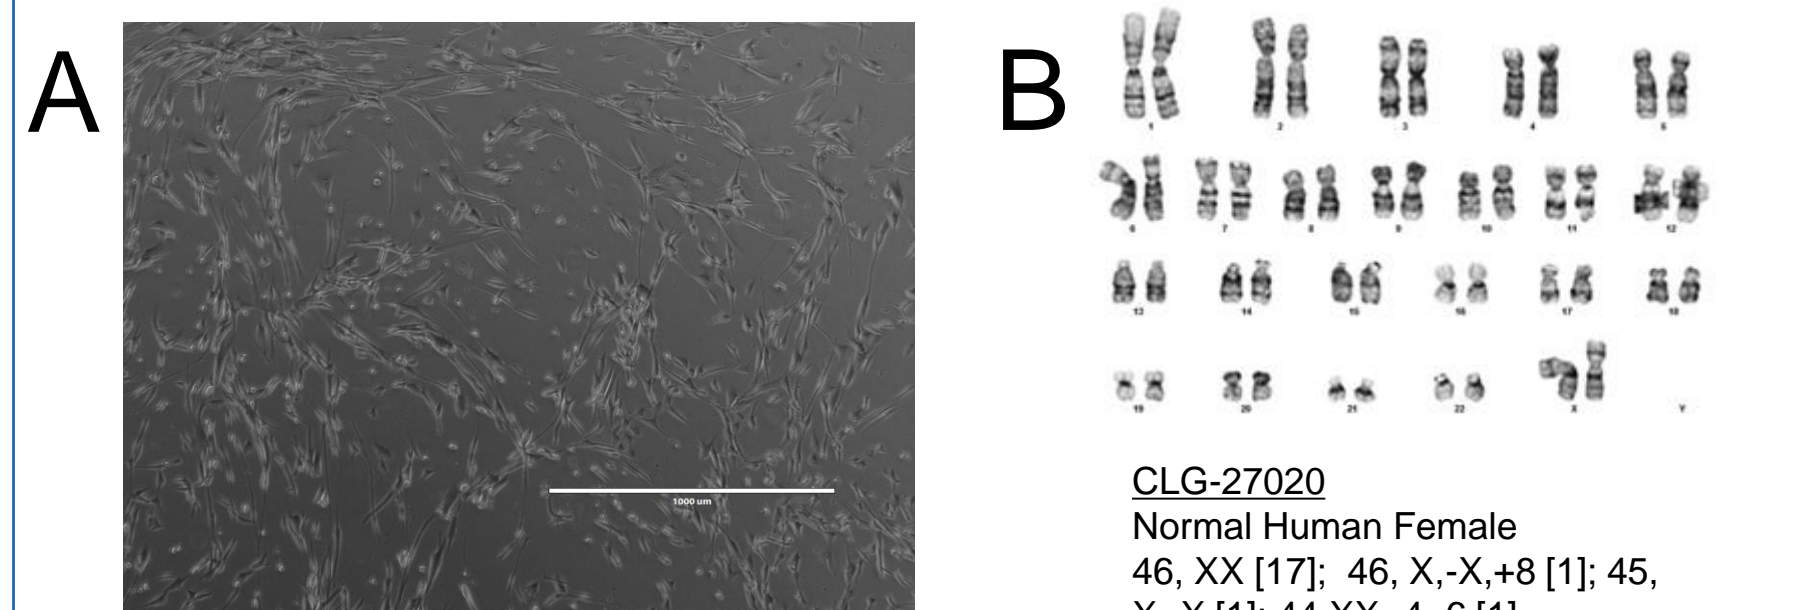 A
B
1000 um
1 2 3 4 5
6 7 8 9 10 11 12
13 14 15 16 17 18
19 20 21 22 X Y
CLG-27020
Normal Human Female
46, XX [17];  46, X,-X,+8 [1]; 45,